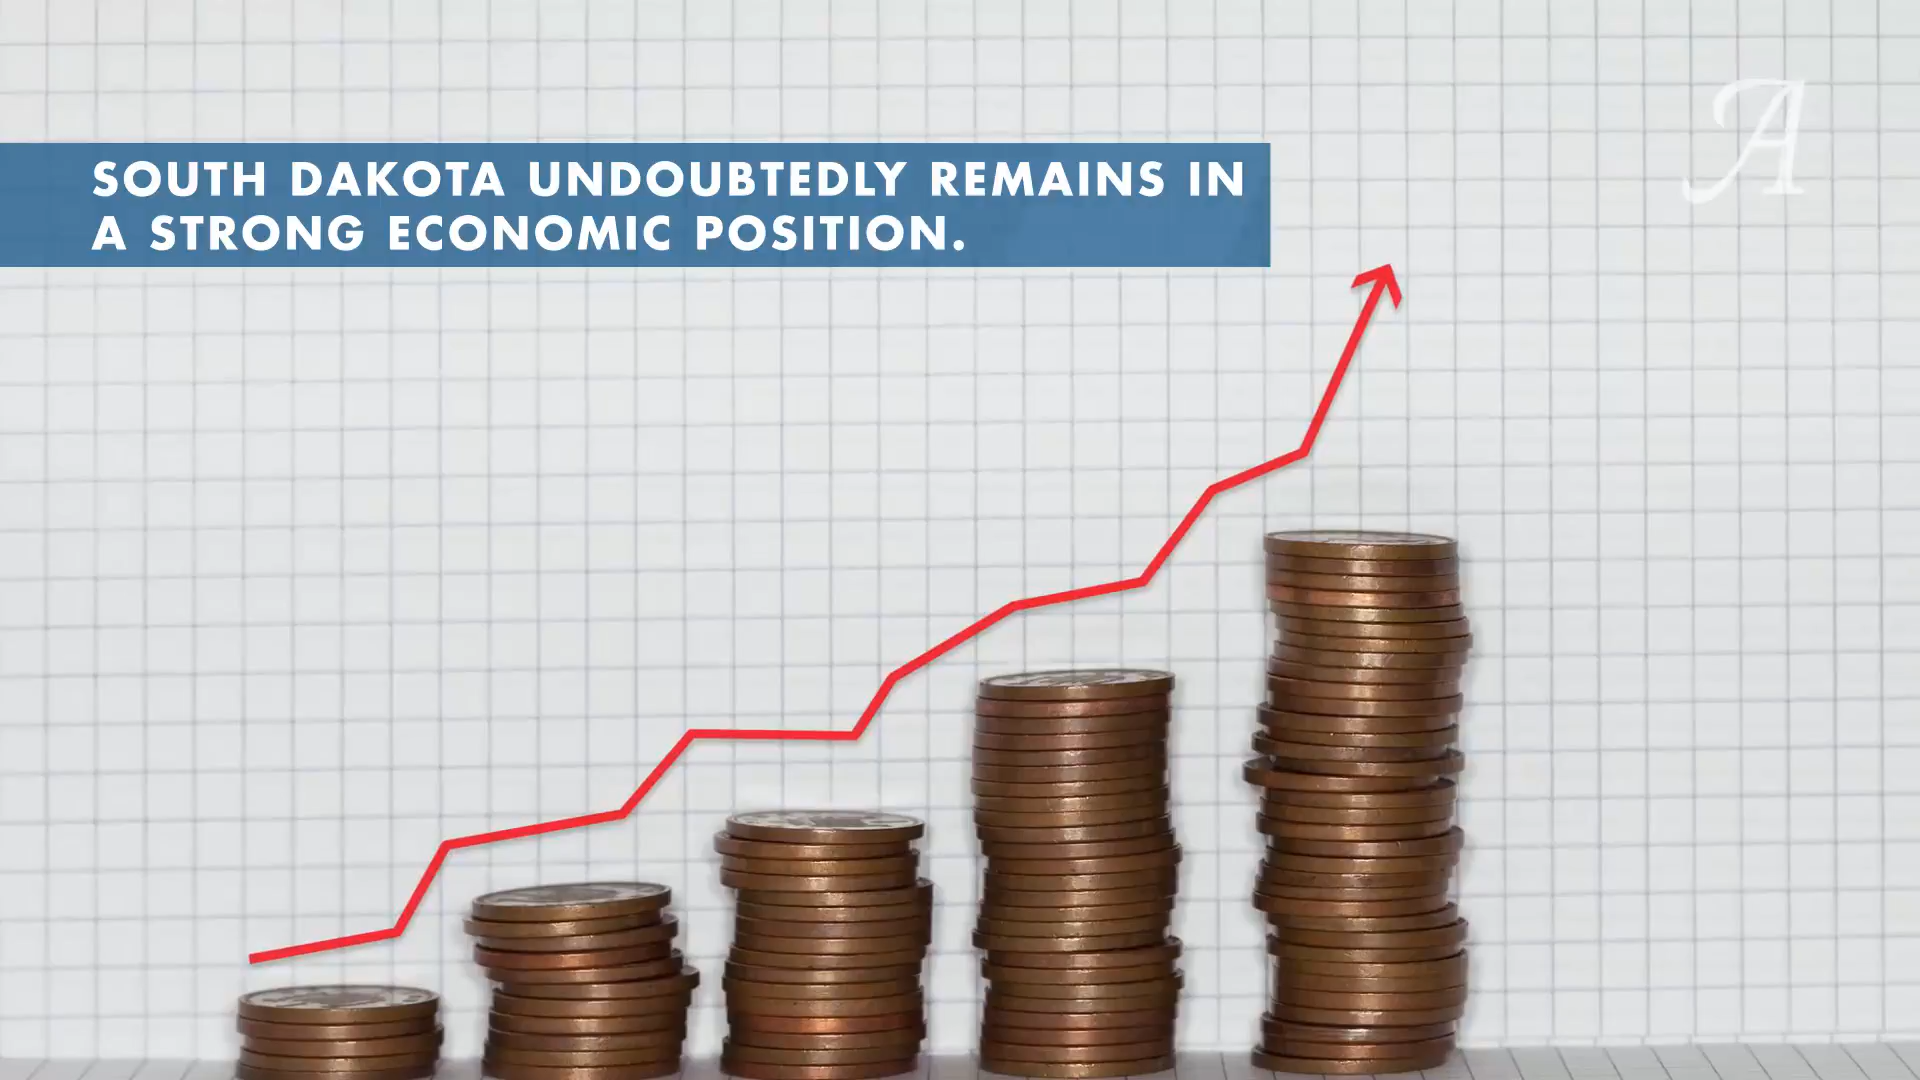 SOUTH DAKOTA UNDOUBTEDLY REMAINS IN
A STRONG ECONOMIC POSITION.
A